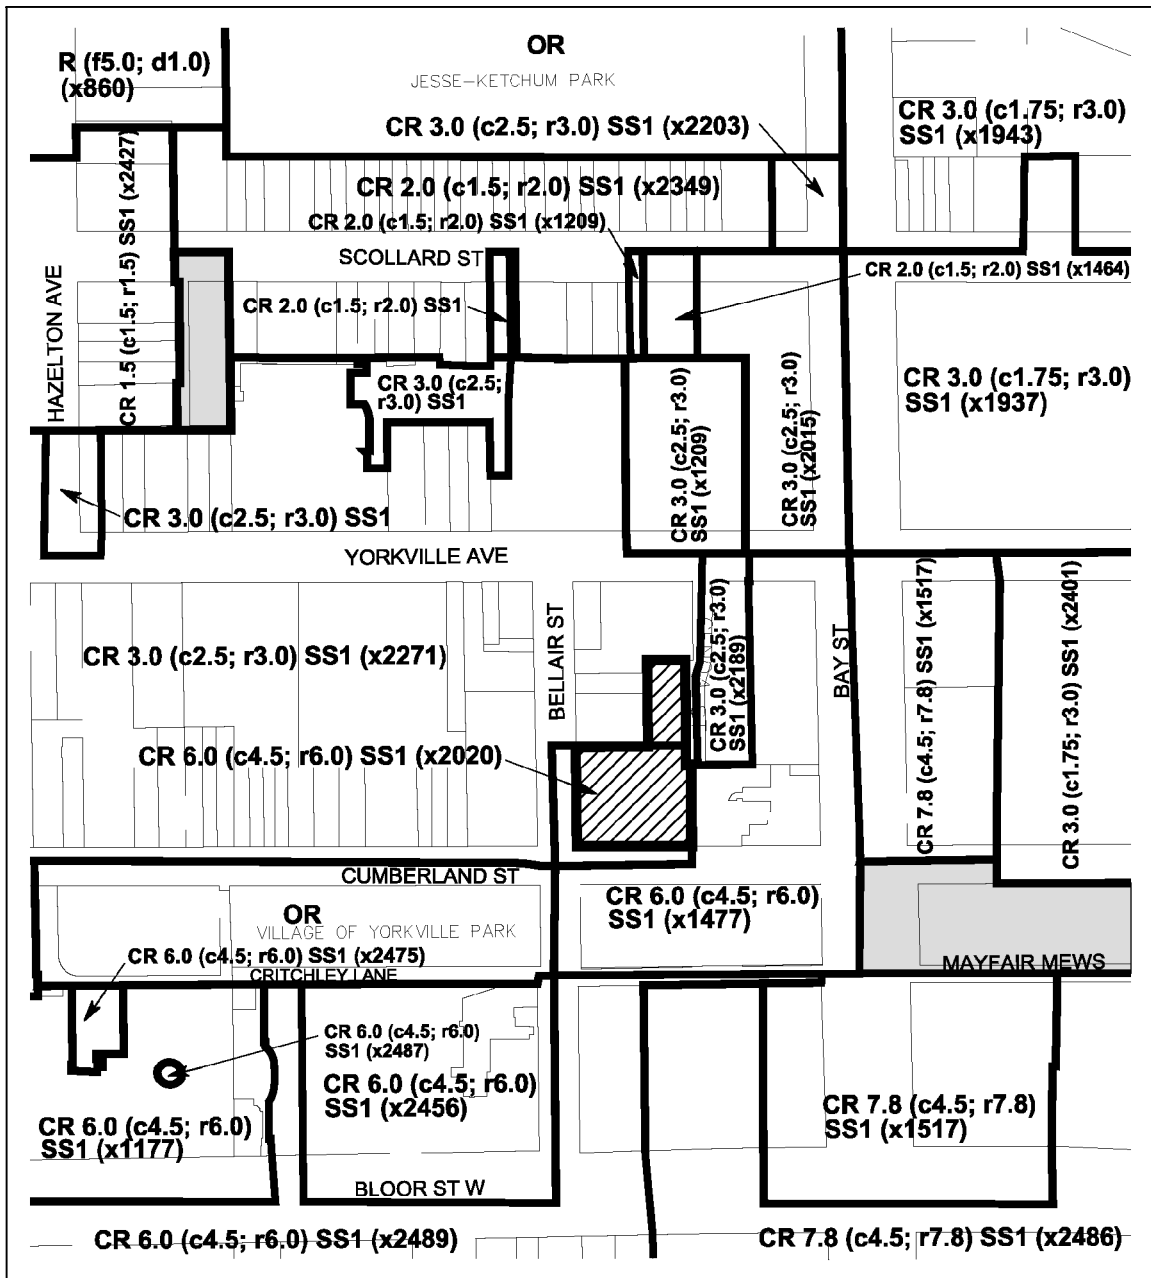 OR
R (f5.0; d1.0)
(x860)
JESSE-KETCHUM PARK
CR 3.0 (c1.75; r3.0)
SS1 (x1943)
CR 3.0 (c2.5; r3.0) SS1 (x2203)
CR 1.5 (c1.5; r1.5) SS1 (x2427)
CR 2.0 (c1.5; r2.0) SS1 (x2349)
CR 2.0 (c1.5; r2.0) SS1 (x1209)
SCOLLARD ST
CR 2.0 (c1.5; r2.0) SS1 (x1464)
HAZELTON AVE
CR 2.0 (c1.5; r2.0) SS1
CR 3.0 (c2.5;
r3.0) SS1
CR 3.0 (c2.5; r3.0)
SS1 (x1209)
CR 3.0 (c2.5; r3.0)
SS1 (x2015)
CR 3.0 (c1.75; r3.0)
SS1 (x1937)
CR 3.0 (c2.5; r3.0) SS1
YORKVILLE AVE
BELLAIR ST
CR 3.0 (c2.5; r3.0)
SS1 (x2189)
BAY ST
CR 7.8 (c4.5; r7.8) SS1 (x1517)
CR 3.0 (c1.75; r3.0) SS1 (x2401)
CR 3.0 (c2.5; r3.0) SS1 (x2271)
CR 6.0 (c4.5; r6.0) SS1 (x2020)
CUMBERLAND ST
CR 6.0 (c4.5; r6.0)
SS1 (x1477)
OR
VILLAGE OF YORKVILLE PARK
CR 6.0 (c4.5; r6.0) SS1 (x2475)
CRITCHLEY LANE
MAYFAIR MEWS
CR 6.0 (c4.5; r6.0)
SS1 (x2487)
CR 6.0 (c4.5; r6.0)
SS1 (x2456)
CR 7.8 (c4.5; r7.8)
SS1 (x1517)
CR 6.0 (c4.5; r6.0)
SS1 (x1177)
BLOOR ST W
CR 6.0 (c4.5; r6.0) SS1 (x2489)
CR 7.8 (c4.5; r7.8) SS1 (x2486)